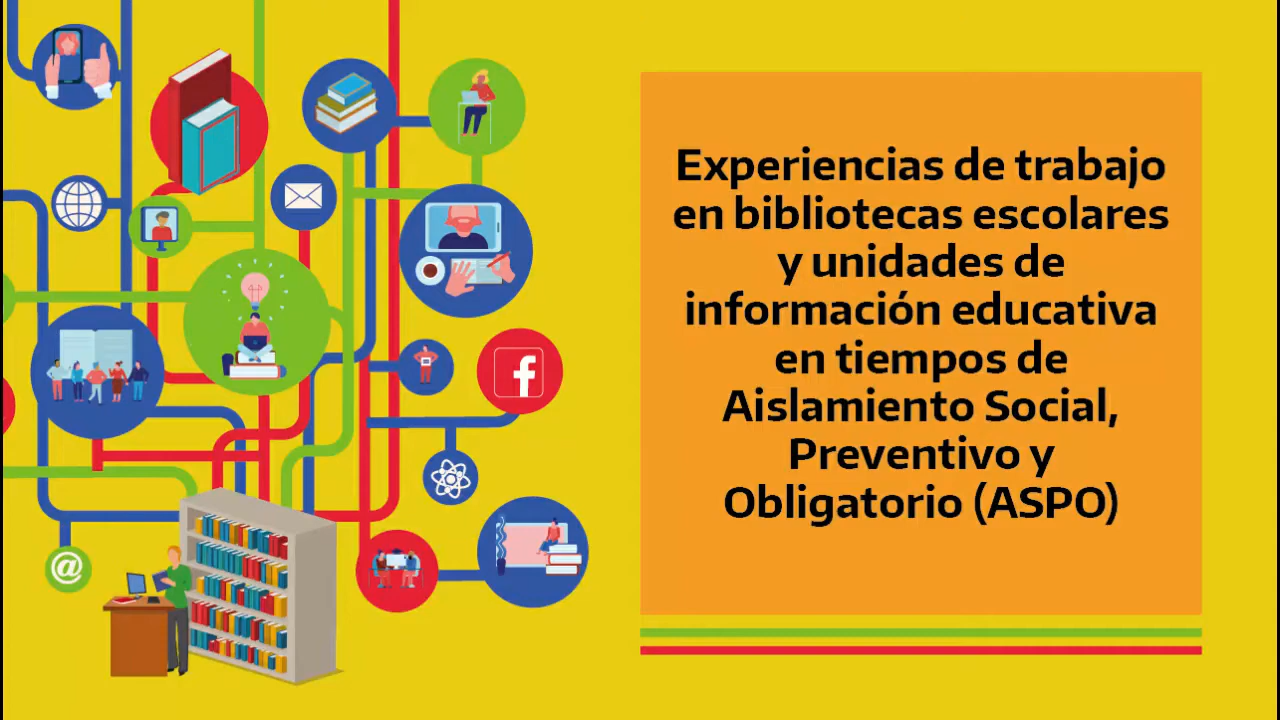 Experiencias de trabajo
en bibliotecas escolares
y unidades de
información educativa
en tiempos de
Aislamiento Social,
Preventivo y
Obligatorio (ASPO)
f
@